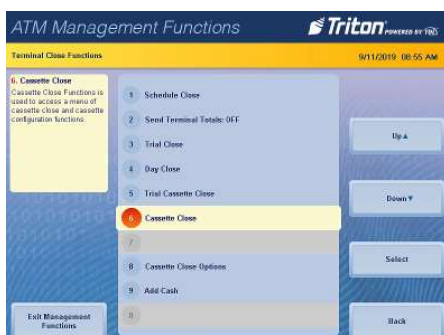 ATM Management Functions
Triton POWERED BY
Terminal Close Functions
9/11/2019 08:55 AM
6. Cassette Close
Cassette Close Functions is
used to access a menu of
cassette close and cassette
configuration functions.
1 Schedule Close
2 Send Terminal Totals: OFF
3 Trial Close
4 Day Close
5 Trial Cassette Close
6 Cassette Close
7
8 Cassette Close Options
9 Add Cash
Up ▲
Down ▼
Select
Back
Exit Management
Functions